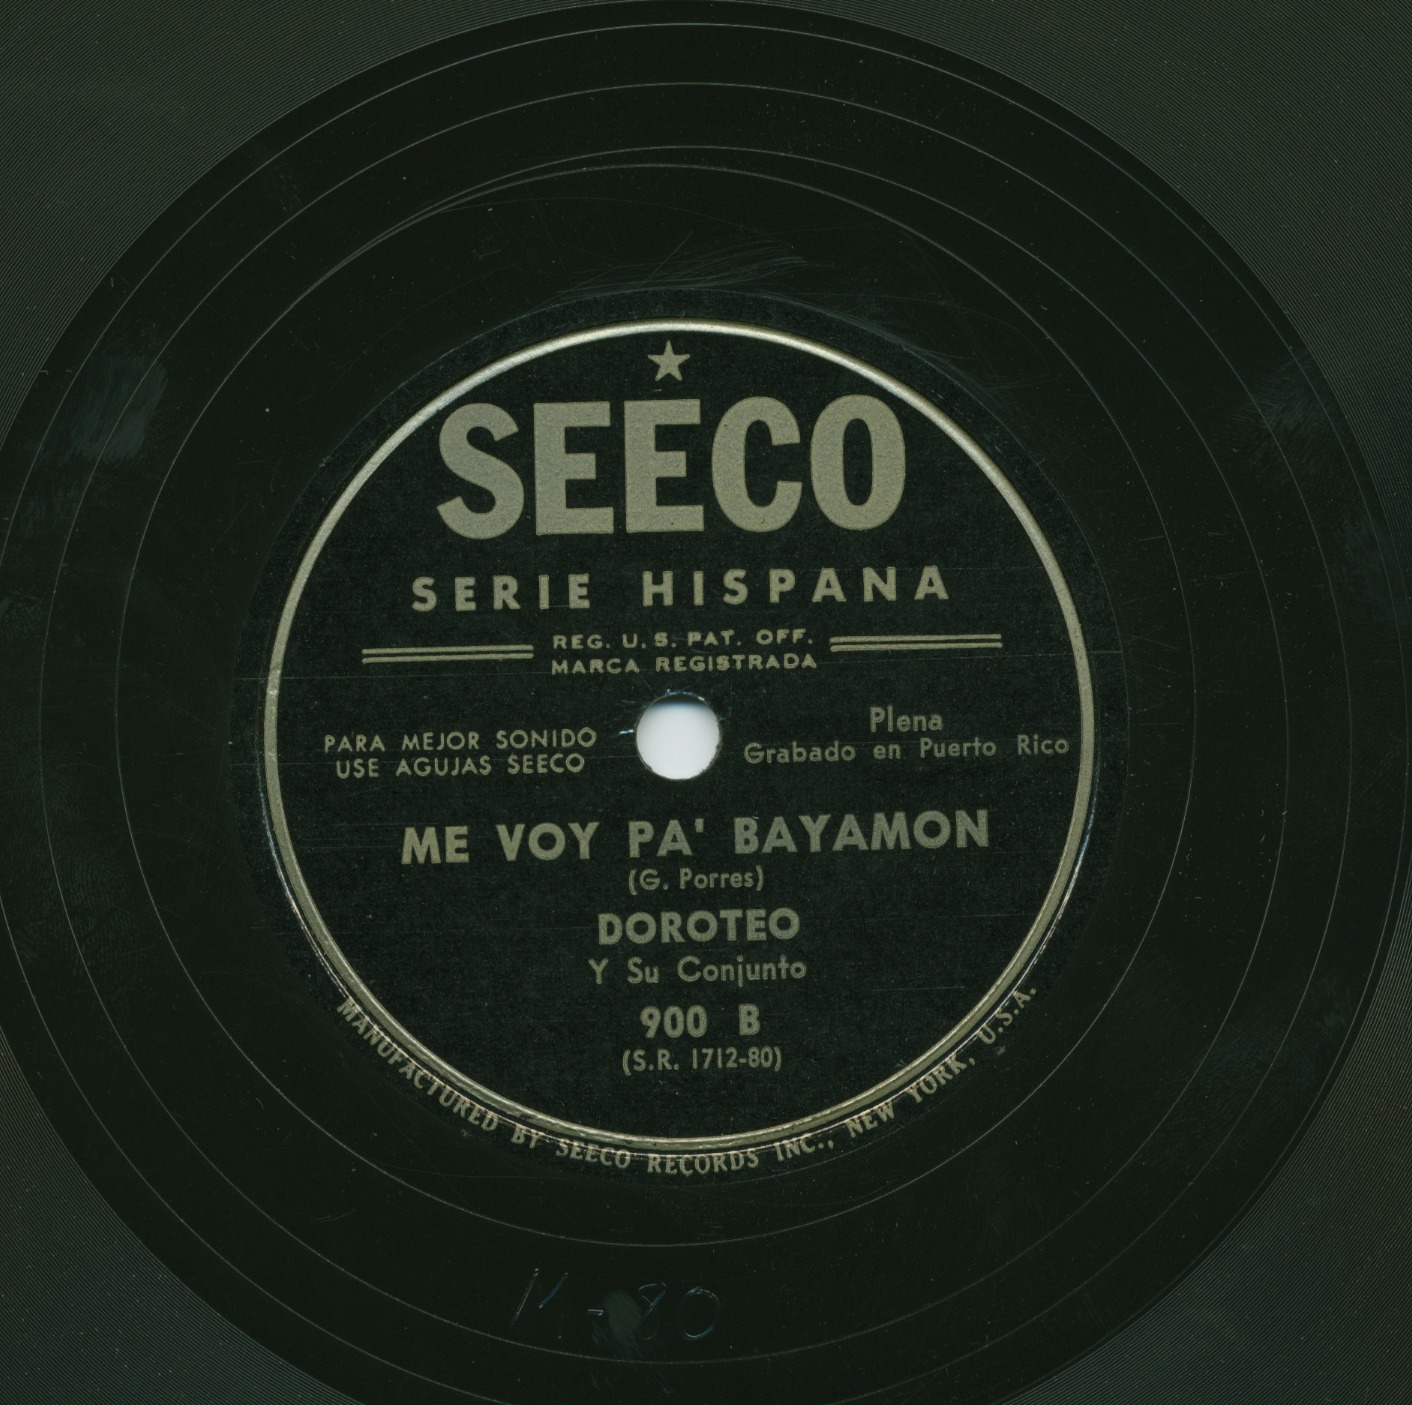 SEECO
SERIE HISPANA
REG. U. S. PAT. OFF.
MARCA REGISTRADA
PARA MEJOR SONIDO
USE AGUJAS SEECO
Plena
Grabado en Puerto Rico
ME VOY PA' BAYAMON
(G. Porres)
DOROTEO
Y Su Conjunto
900 B
(S.R. 1712-80)
MANUFACTURED BY SEECO RECORDS INC., NEW YORK, U.S.A.
M-80